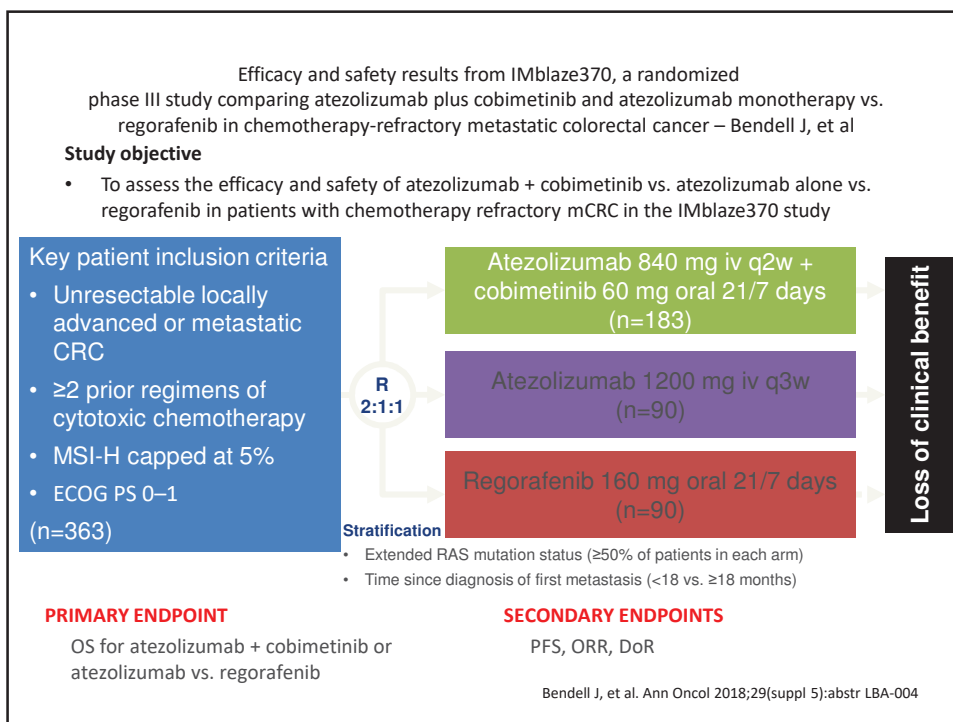 Efficacy and safety results from IMblaze370, a randomized
phase III study comparing atezolizumab plus cobimetinib and atezolizumab monotherapy vs.
regorafenib in chemotherapy-refractory metastatic colorectal cancer – Bendell J, et al
Study objective
• To assess the efficacy and safety of atezolizumab + cobimetinib vs. atezolizumab alone vs.
regorafenib in patients with chemotherapy refractory mCRC in the IMblaze370 study
Key patient inclusion criteria
• Unresectable locally
advanced or metastatic
CRC
• ≥2 prior regimens of
cytotoxic chemotherapy
• MSI-H capped at 5%
• ECOG PS 0–1
(n=363)
R
2:1:1
Atezolizumab 840 mg iv q2w +
cobimetinib 60 mg oral 21/7 days
(n=183)
Atezolizumab 1200 mg iv q3w
(n=90)
Regorafenib 160 mg oral 21/7 days
(n=90)
Loss of clinical benefit
Stratification
• Extended RAS mutation status (≥50% of patients in each arm)
• Time since diagnosis of first metastasis (<18 vs. ≥18 months)
PRIMARY ENDPOINT
OS for atezolizumab + cobimetinib or
atezolizumab vs. regorafenib
SECONDARY ENDPOINTS
PFS, ORR, DoR
Bendell J, et al. Ann Oncol 2018;29(suppl 5):abstr LBA-004